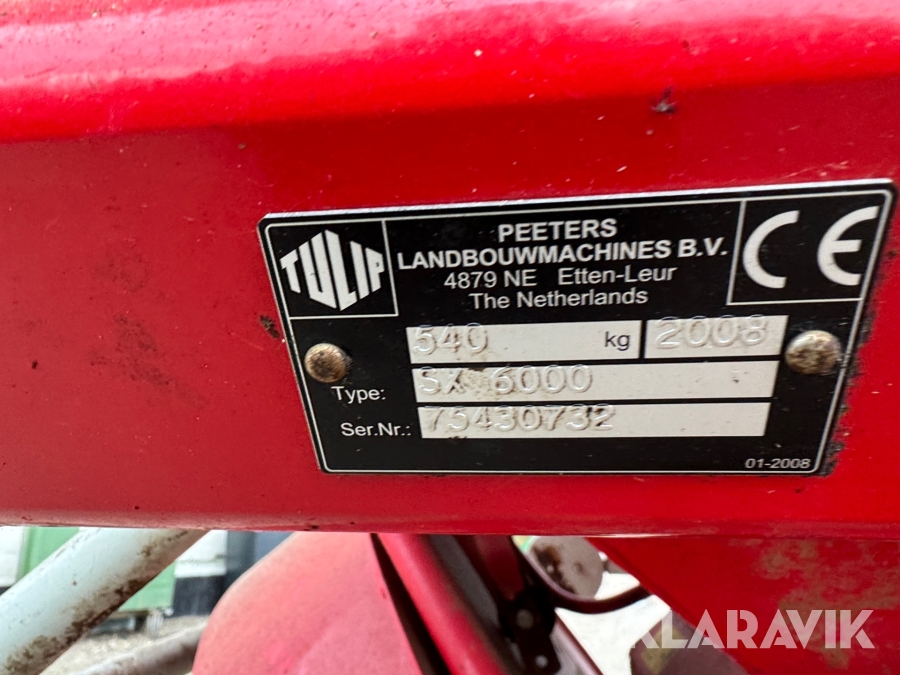 TULIP
PEETERS
LANDBOUWMACHINES B.V.
4879 NE Etten-Leur
The Netherlands
CE
540 kg 2008
Type: SX 6000
Ser.Nr.: 75430732
01-2008
KLARAVIK